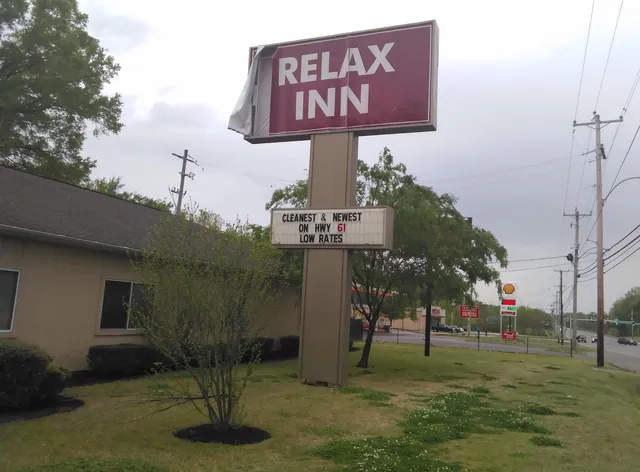 RELAX
INN
CLEANEST & NEWEST
ON HWY 61
LOW RATES